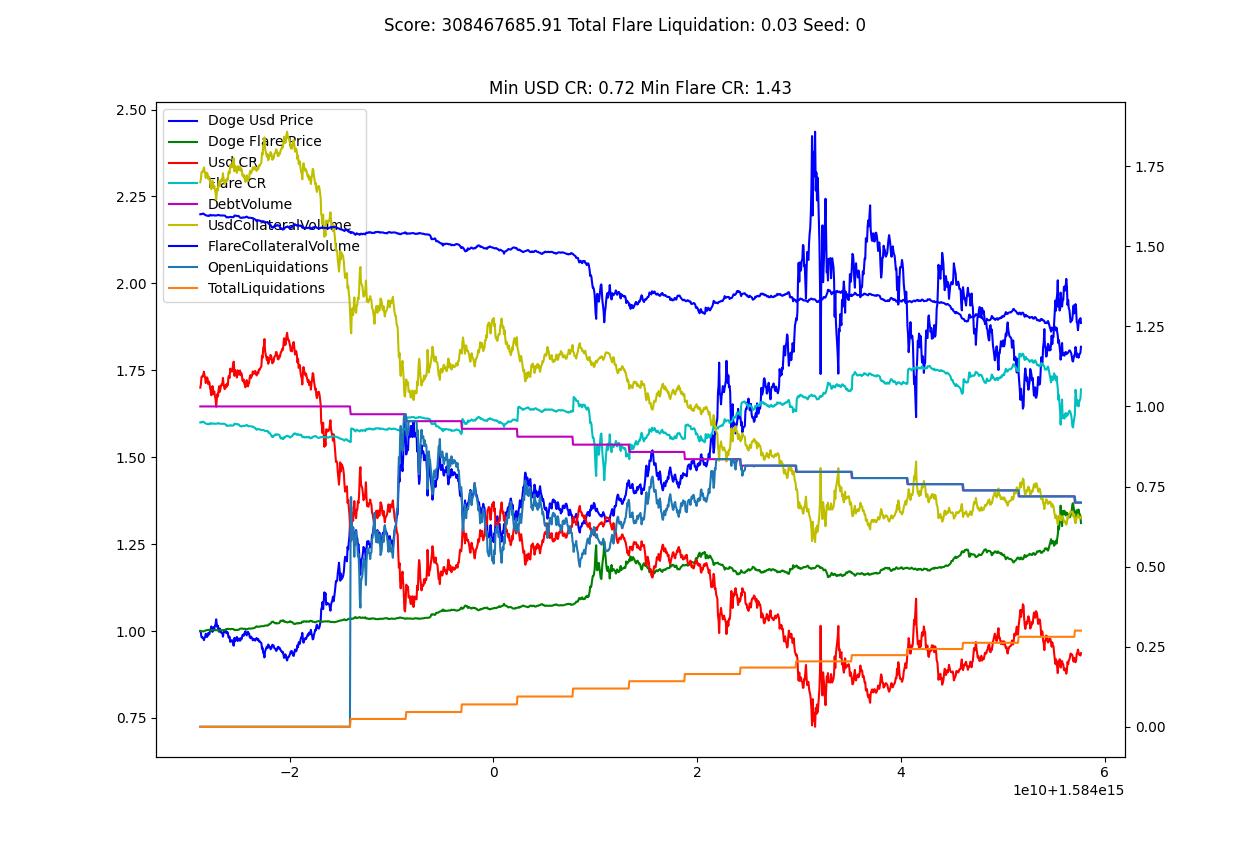 Score: 308467685.91 Total Flare Liquidation: 0.03 Seed: 0
Min USD CR: 0.72 Min Flare CR: 1.43
2.50
2.25
2.00
1.75
1.50
1.25
1.00
0.75
Doge Usd Price
Doge Flare Price
Usd CR
Flare CR
DebtVolume
UsdCollateralVolume
FlareCollateralVolume
OpenLiquidations
TotalLiquidations
1.75
1.50
1.25
1.00
0.75
0.50
0.25
0.00
−2
0
2
4
6
1e10+1.584e15